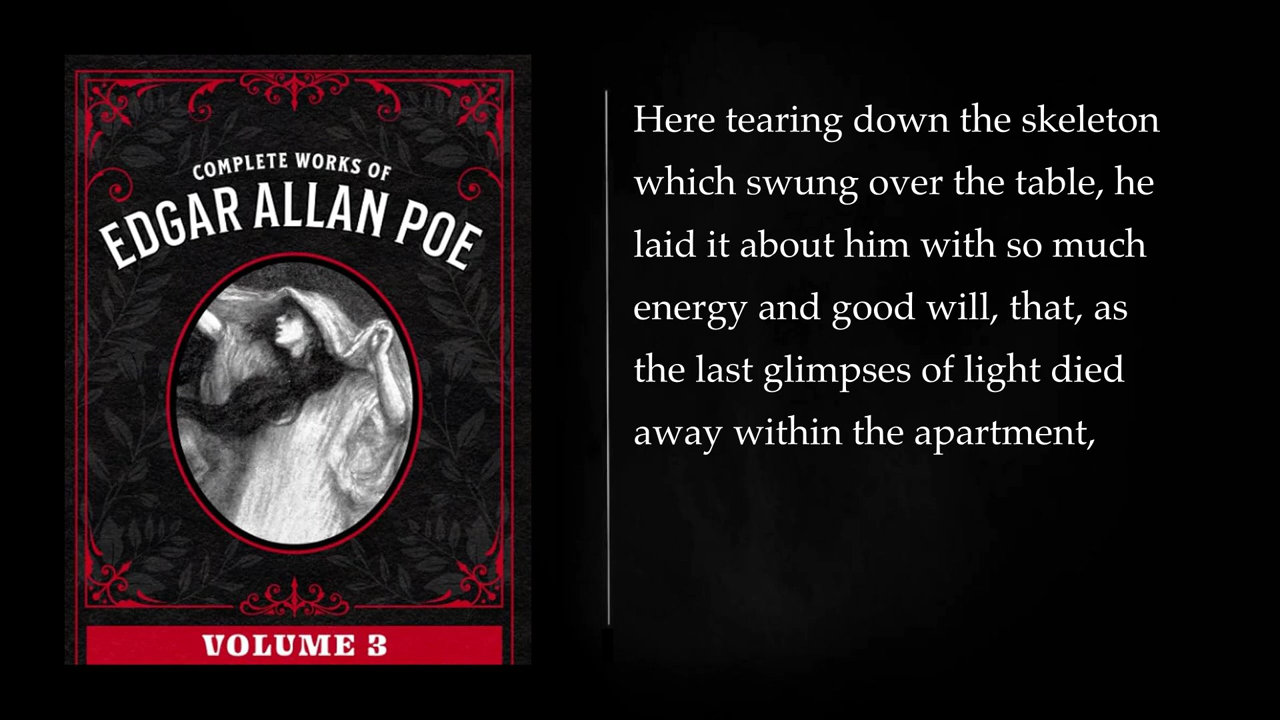 COMPLETE WORKS OF
EDGAR ALLAN POE
VOLUME 3
Here tearing down the skeleton
which swung over the table, he
laid it about him with so much
energy and good will, that, as
the last glimpses of light died
away within the apartment,